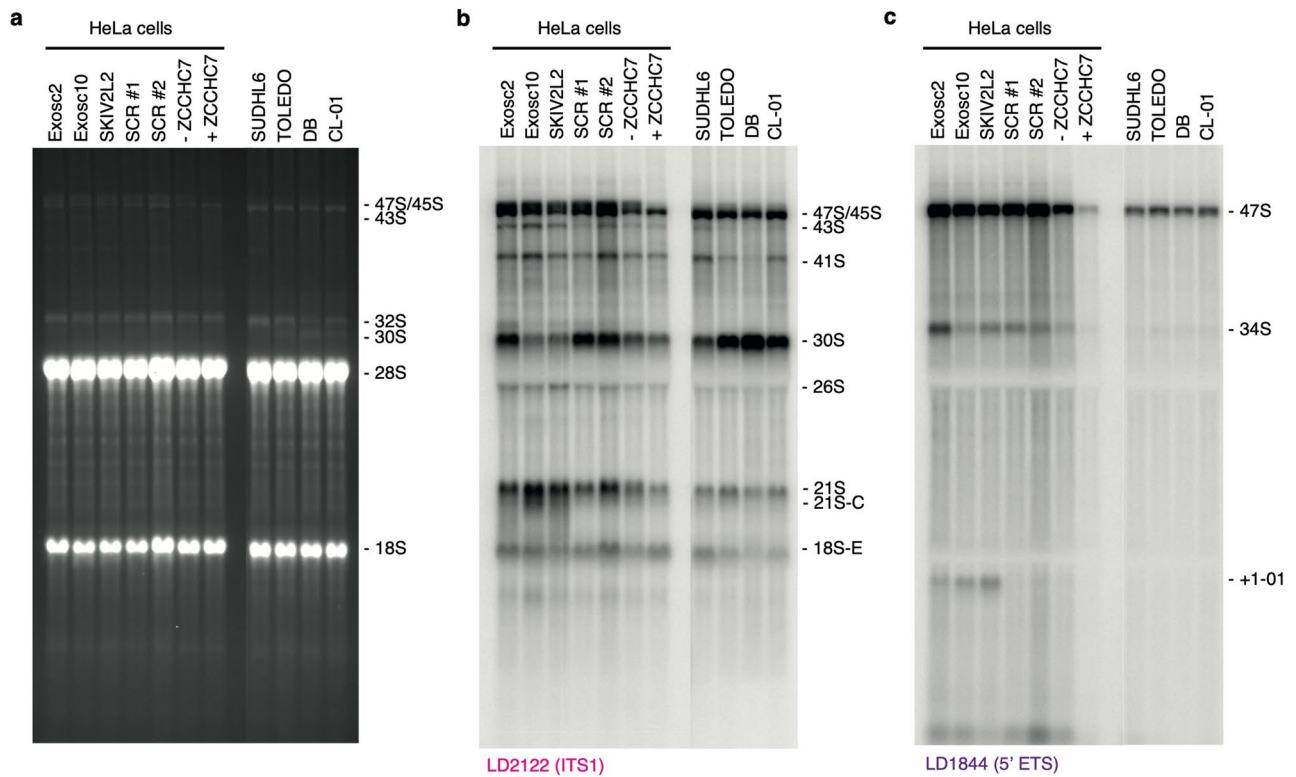 a
HeLa cells
Exosc2
Exosc10
SKIV2L2
SCR #1
SCR #2
- ZCCHC7
+ ZCCHC7
SUDHL6
TOLEDO
DB
CL-01
- 47S/45S
- 43S
- 32S
- 30S
- 28S
- 18S
b
HeLa cells
Exosc2
Exosc10
SKIV2L2
SCR #1
SCR #2
- ZCCHC7
+ ZCCHC7
SUDHL6
TOLEDO
DB
CL-01
- 47S/45S
- 43S
- 41S
- 30S
- 26S
- 21S
- 21S-C
- 18S-E
LD2122 (ITS1)
c
HeLa cells
Exosc2
Exosc10
SKIV2L2
SCR #1
SCR #2
- ZCCHC7
+ ZCCHC7
SUDHL6
TOLEDO
DB
CL-01
- 47S
- 34S
- +1-01
LD1844 (5' ETS)